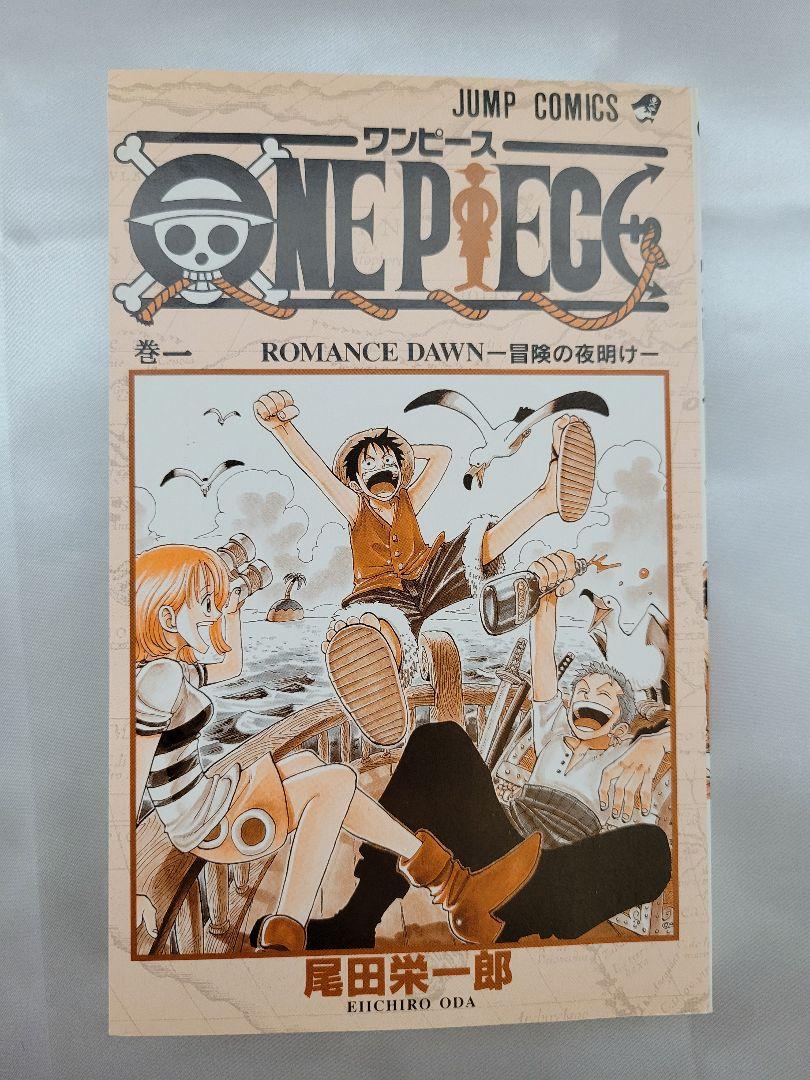 JUMP COMICS
ワンピース
ONE PIECE
巻一 ROMANCE DAWN—冒険の夜明け—
尾田栄一郎
EIICHIRO ODA